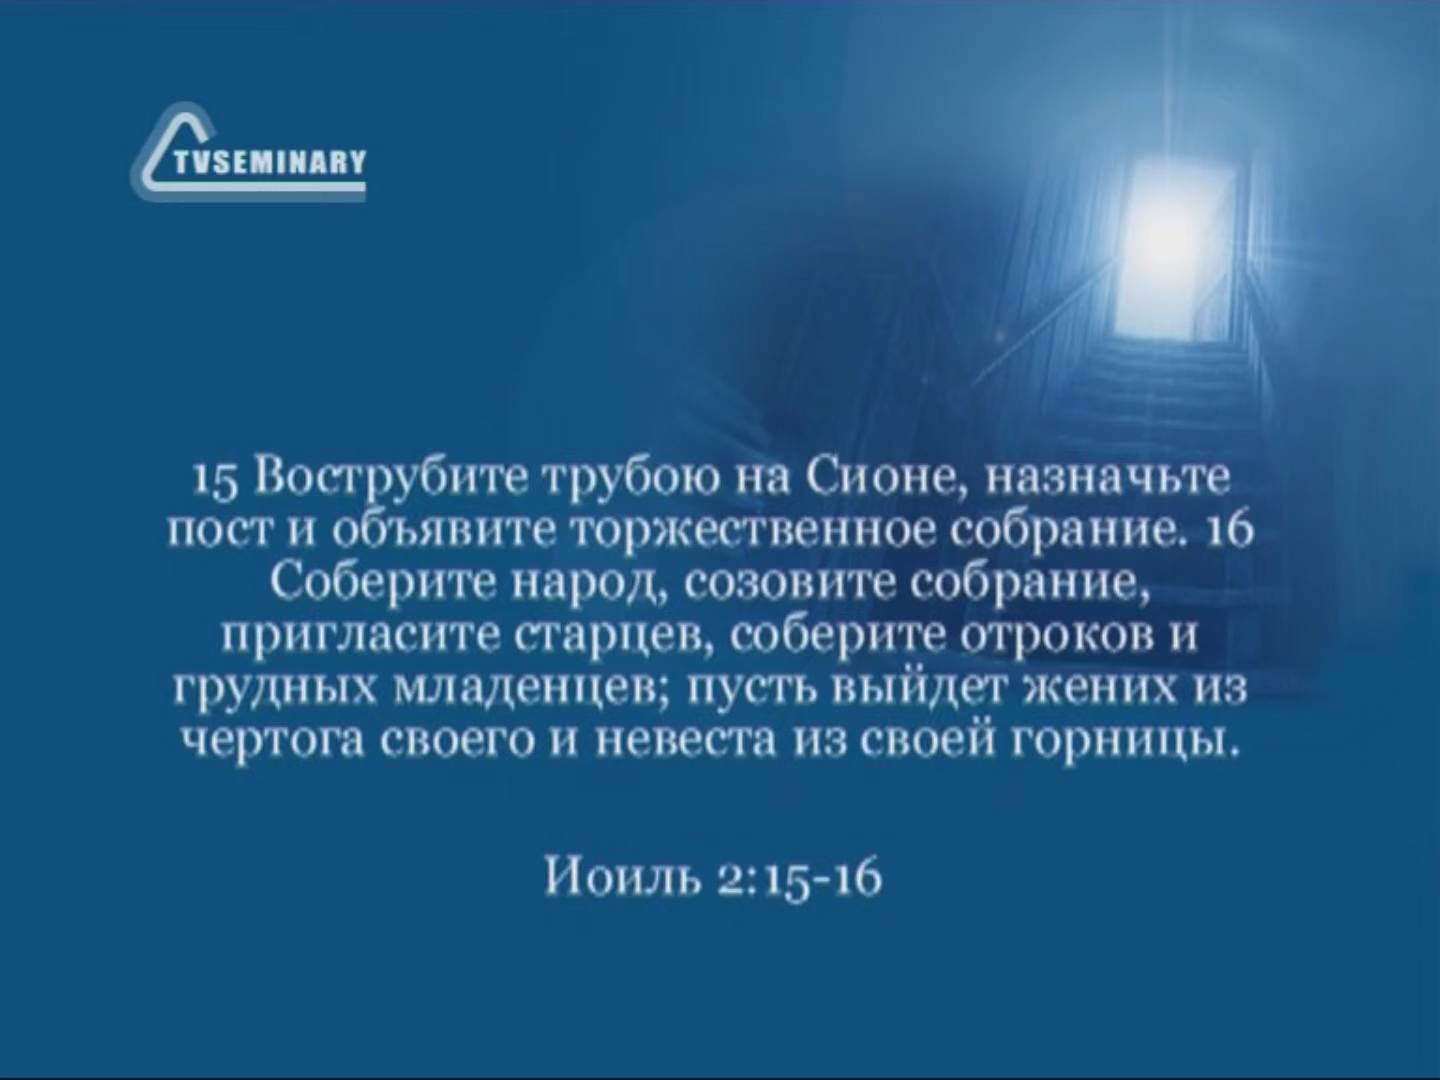 TVSEMINARY
15 Вострубите трубою на Сионе, назначьте
пост и объявите торжественное собрание. 16
Соберите народ, созовите собрание,
пригласите старцев, соберите отроков и
грудных младенцев; пусть выйдет жених из
чертога своего и невеста из своей горницы.
Иоиль 2:15-16